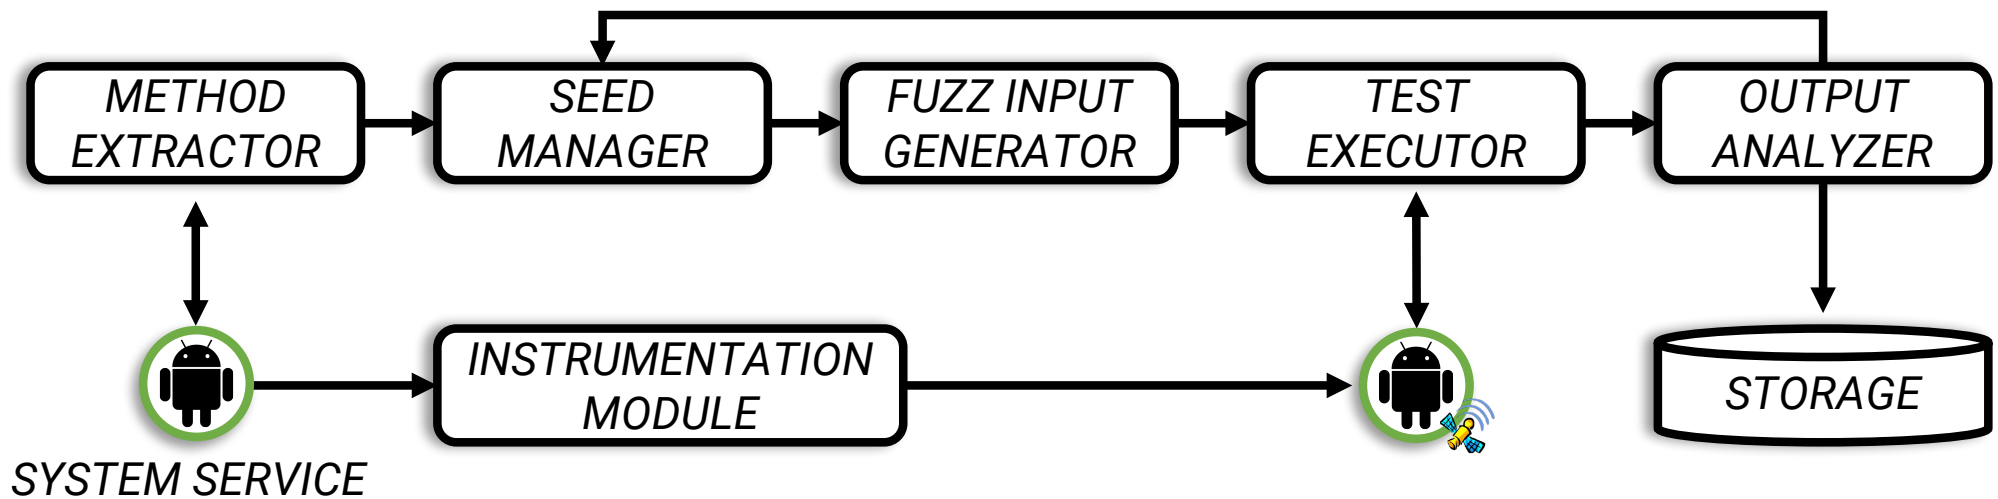 METHOD
EXTRACTOR
SEED
MANAGER
FUZZ INPUT
GENERATOR
TEST
EXECUTOR
OUTPUT
ANALYZER
INSTRUMENTATION
MODULE
STORAGE
SYSTEM SERVICE